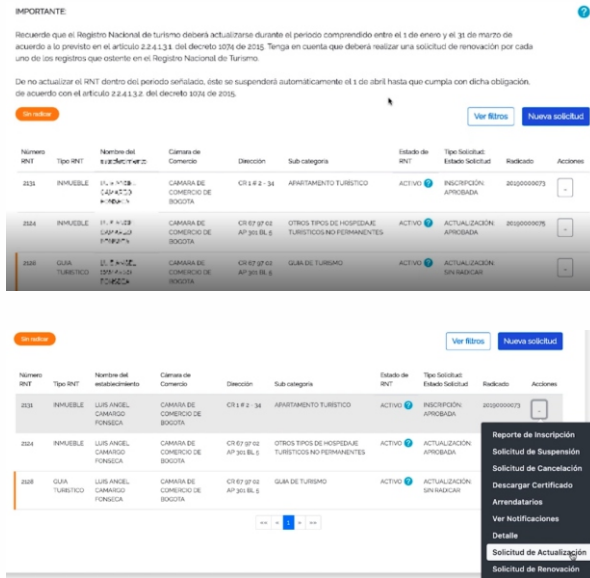 IMPORTANTE:
Recuerde que el Registro Nacional de turismo deberá actualizarse durante el periodo comprendido entre el 1 de enero y el 31 de marzo de
acuerdo a lo previsto en el artículo 2.2.4.1.3.1. del decreto 1074 de 2015. Tenga en cuenta que deberá realizar una solicitud de renovación por cada
uno de los registros que ostente en el Registro Nacional de Turismo.
De no actualizar el RNT dentro del periodo señalado, éste se suspenderá automáticamente el 1 de abril hasta que cumpla con dicha obligación,
de acuerdo con el artículo 2.2.4.1.3.2. del decreto 1074 de 2015.
Sin radicar
Ver filtros
Nueva solicitud
Número RNT Tipo RNT Nombre del Cámara de Comercio Dirección Sub categoría Estado de RNT Tipo Solicitud: Estado Solicitud Radicado Acciones
2131 INMUEBLE CAMARA DE COMERCIO DE BOGOTA CR 1 # 2 - 34 APARTAMENTO TURÍSTICO ACTIVO INSCRIPCIÓN: APROBADA 20190000073
2124 INMUEBLE CAMARA DE COMERCIO DE BOGOTA CR 67 97 02 AP 301 BL 5 OTROS TIPOS DE HOSPEDAJE TURÍSTICOS NO PERMANENTES ACTIVO ACTUALIZACIÓN: APROBADA 20190000075
2128 GUIA TURISTICO CAMARA DE COMERCIO DE BOGOTA CR 67 97 02 AP 301 BL 5 GUIA DE TURISMO ACTIVO ACTUALIZACIÓN: SIN RADICAR
Sin radicar
Ver filtros
Nueva solicitud
Número RNT Tipo RNT Nombre del establecimiento Cámara de Comercio Dirección Sub categoría Estado de RNT Tipo Solicitud: Estado Solicitud Radicado Acciones
2131 INMUEBLE LUIS ANGEL CAMARGO FONSECA CAMARA DE COMERCIO DE BOGOTA CR 1 # 2 - 34 APARTAMENTO TURÍSTICO ACTIVO INSCRIPCIÓN: APROBADA 20190000073
2124 INMUEBLE LUIS ANGEL CAMARGO FONSECA CAMARA DE COMERCIO DE BOGOTA CR 67 97 02 AP 301 BL 5 OTROS TIPOS DE HOSPEDAJE TURÍSTICOS NO PERMANENTES ACTIVO ACTUALIZACIÓN: APROBADA
2128 GUIA TURISTICO LUIS ANGEL CAMARGO FONSECA CAMARA DE COMERCIO DE BOGOTA CR 67 97 02 AP 301 BL 5 GUIA DE TURISMO ACTIVO ACTUALIZACIÓN: SIN RADICAR
<< < 1 > >>
Reporte de Inscripción
Solicitud de Suspensión
Solicitud de Cancelación
Descargar Certificado
Arrendatarios
Ver Notificaciones
Detalle
Solicitud de Actualización
Solicitud de Renovación